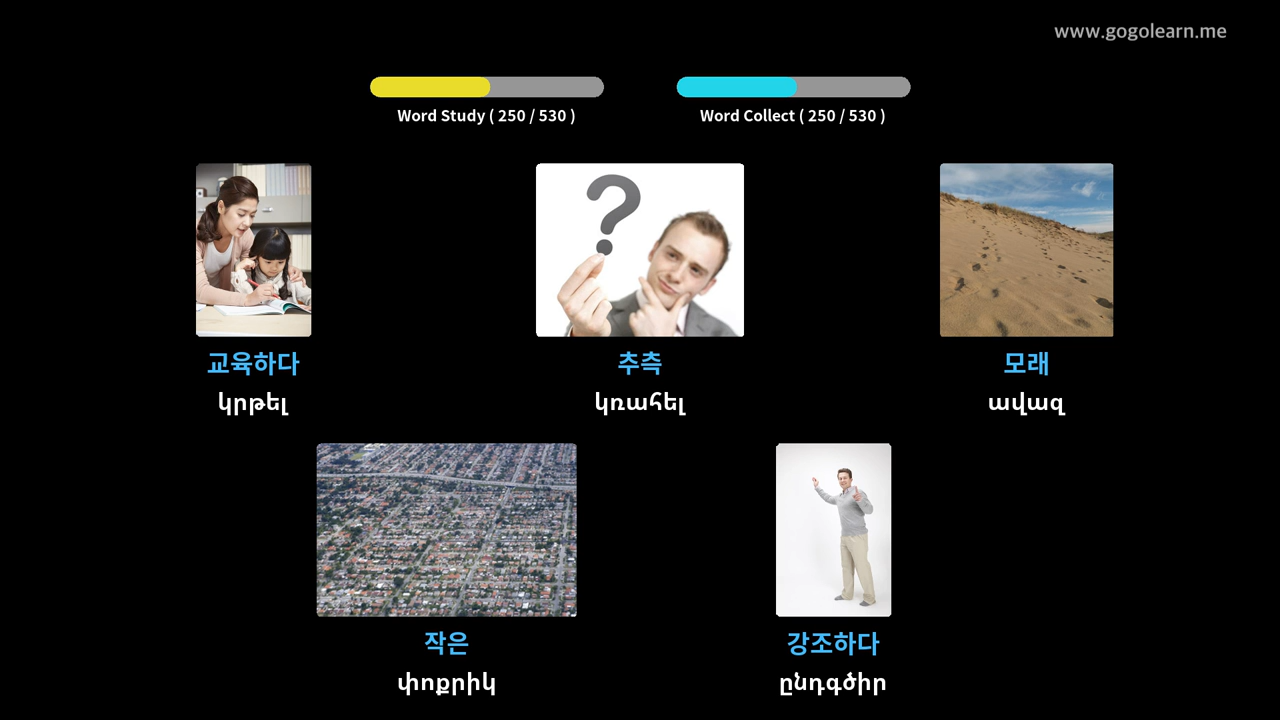 www.gogolearn.me
Word Study ( 250 / 530 )
Word Collect ( 250 / 530 )
교육하다
կրթել
추측
կռահել
모래
ավազ
작은
փոքրիկ
강조하다
ընդգծիր